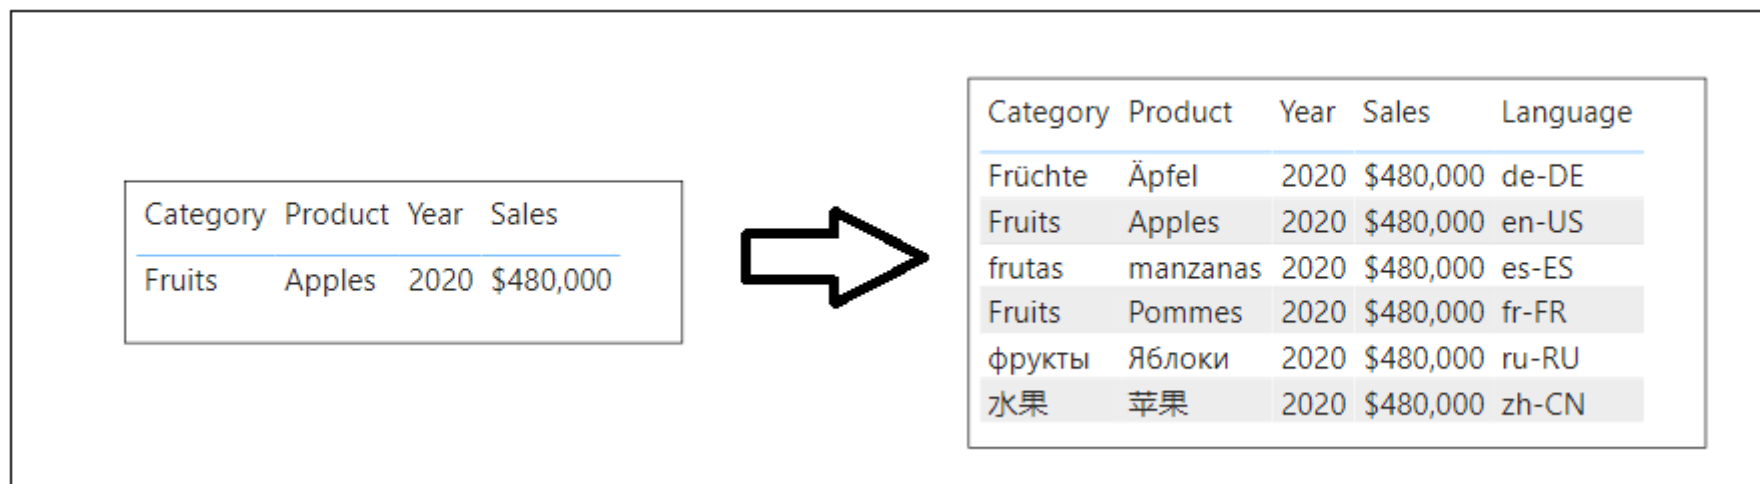 Category Product Year Sales
Fruits Apples 2020 $480,000
Category Product Year Sales Language
Früchte Äpfel 2020 $480,000 de-DE
Fruits Apples 2020 $480,000 en-US
frutas manzanas 2020 $480,000 es-ES
Fruits Pommes 2020 $480,000 fr-FR
фрукты Яблоки 2020 $480,000 ru-RU
水果 苹果 2020 $480,000 zh-CN